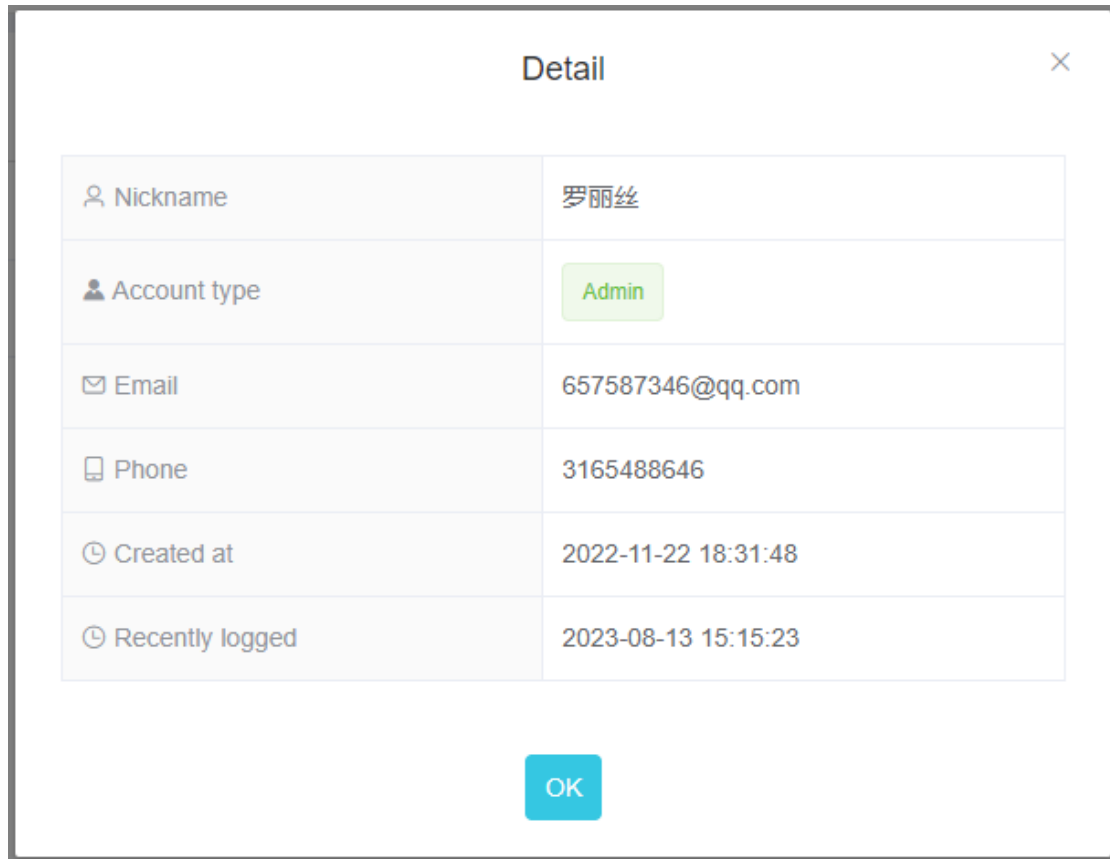 Detail
Nickname 罗丽丝
Account type Admin
Email 657587346@qq.com
Phone 3165488646
Created at 2022-11-22 18:31:48
Recently logged 2023-08-13 15:15:23
OK